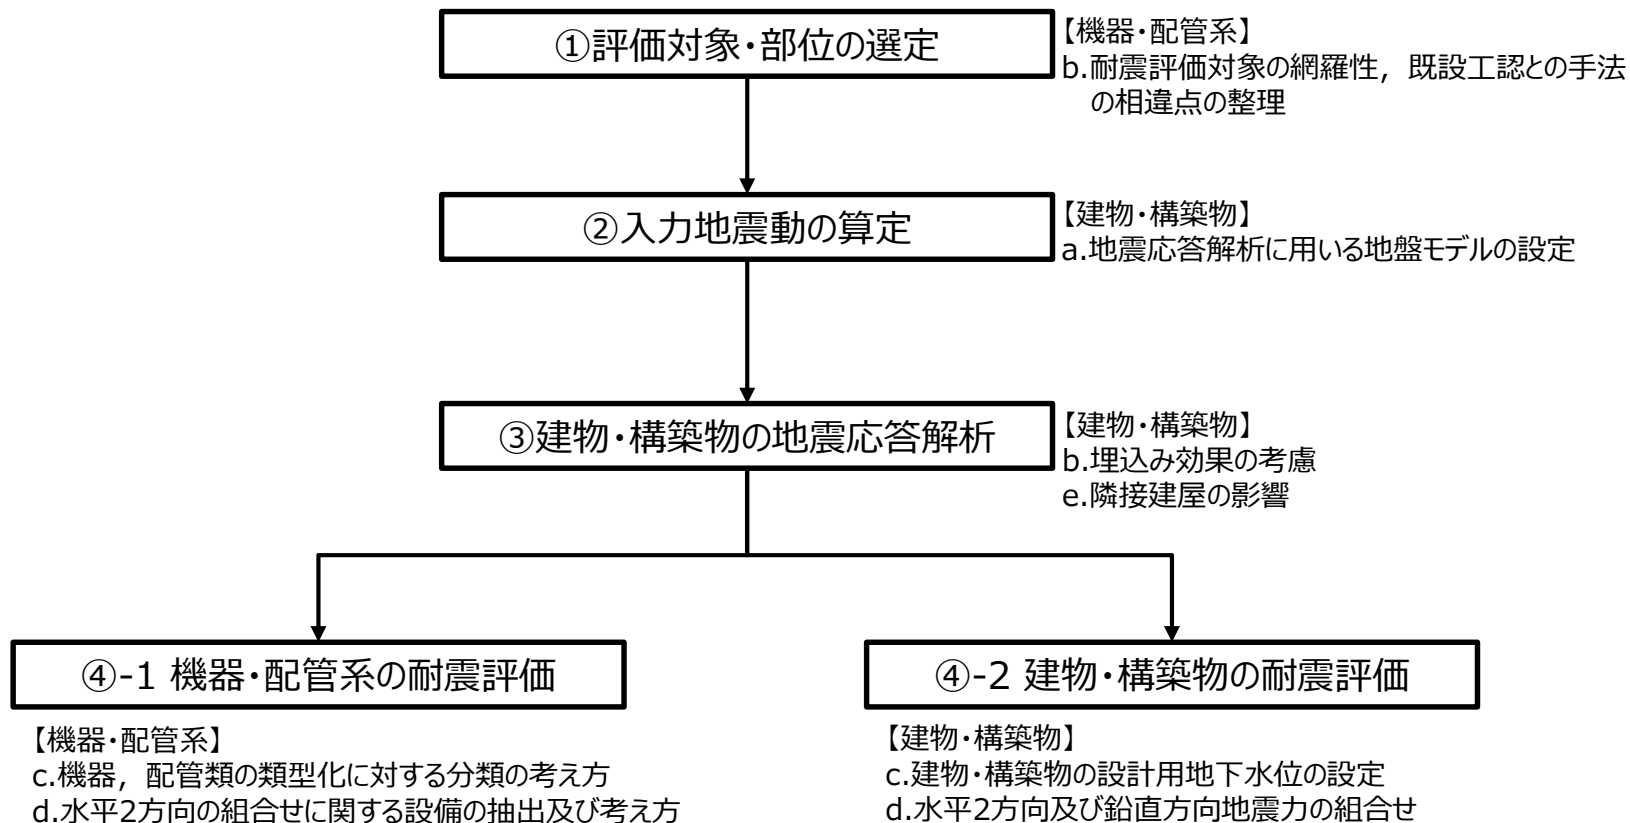 ①評価対象・部位の選定
【機器・配管系】
b.耐震評価対象の網羅性，既設工認との手法
の相違点の整理
②入力地震動の算定
【建物・構築物】
a.地震応答解析に用いる地盤モデルの設定
③建物・構築物の地震応答解析
【建物・構築物】
b.埋込み効果の考慮
e.隣接建屋の影響
④-1 機器・配管系の耐震評価
【機器・配管系】
c.機器，配管類の類型化に対する分類の考え方
d.水平2方向の組合せに関する設備の抽出及び考え方
④-2 建物・構築物の耐震評価
【建物・構築物】
c.建物・構築物の設計用地下水位の設定
d.水平2方向及び鉛直方向地震力の組合せ